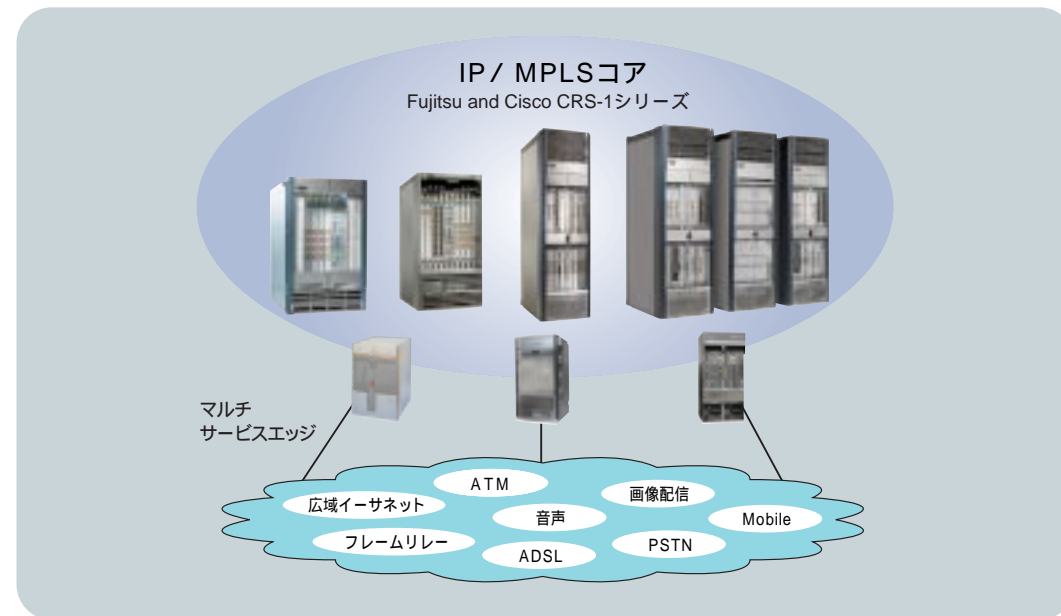 IP/ MPLSコア
Fujitsu and Cisco CRS-1シリーズ
マルチ
サービスエッジ
ATM
画像配信
広域イーサネット
音声
Mobile
フレームリレー
ADSL
PSTN